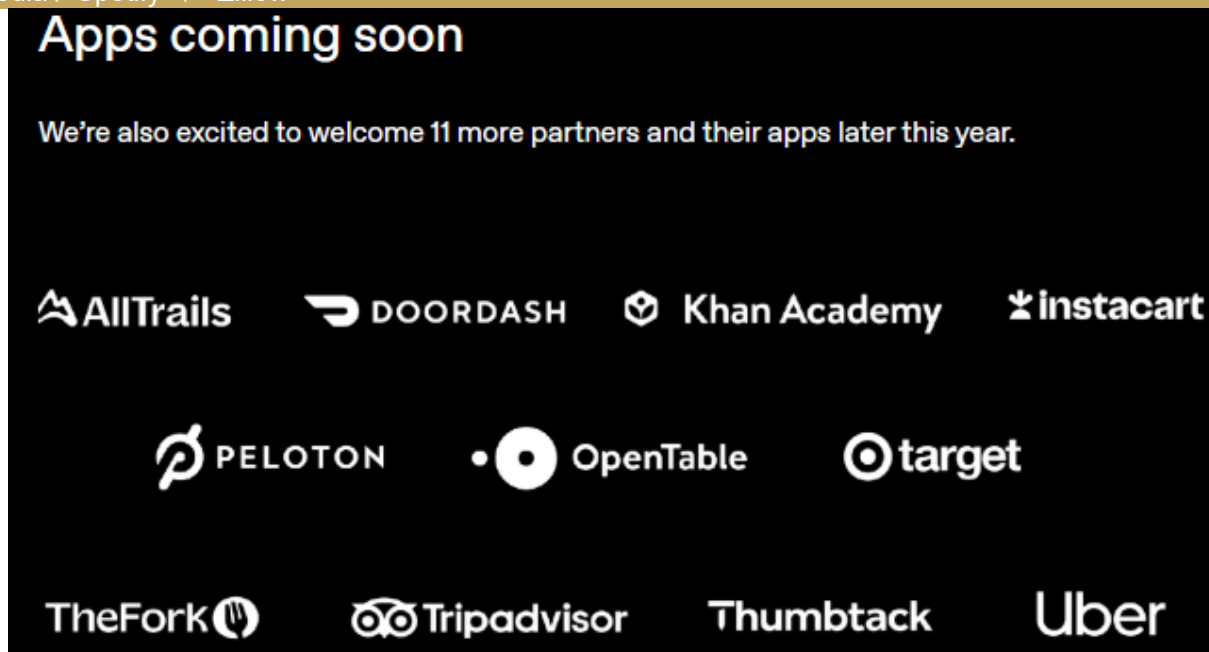 Spotify
Apps coming soon
We're also excited to welcome 11 more partners and their apps later this year.
AllTrails DOORDASH Khan Academy instacart
PELOTON OpenTable target
TheFork Tripadvisor Thumbtack Uber